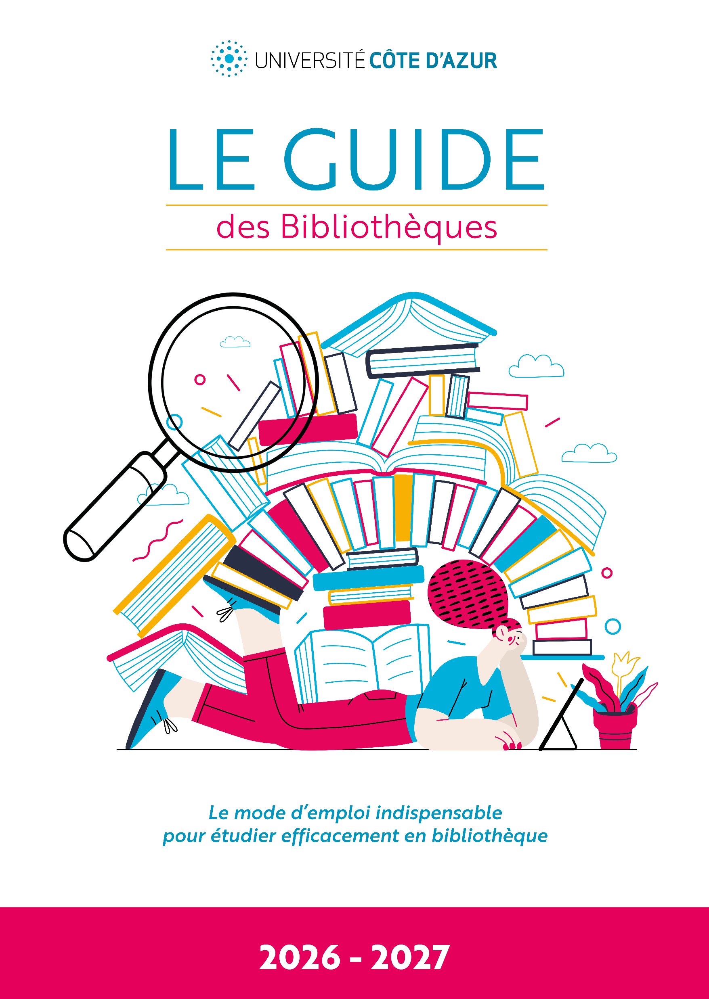 UNIVERSITÉ CÔTE D’AZUR
LE GUIDE
des Bibliothèques
Le mode d’emploi indispensable
pour étudier efficacement en bibliothèque
2026 - 2027